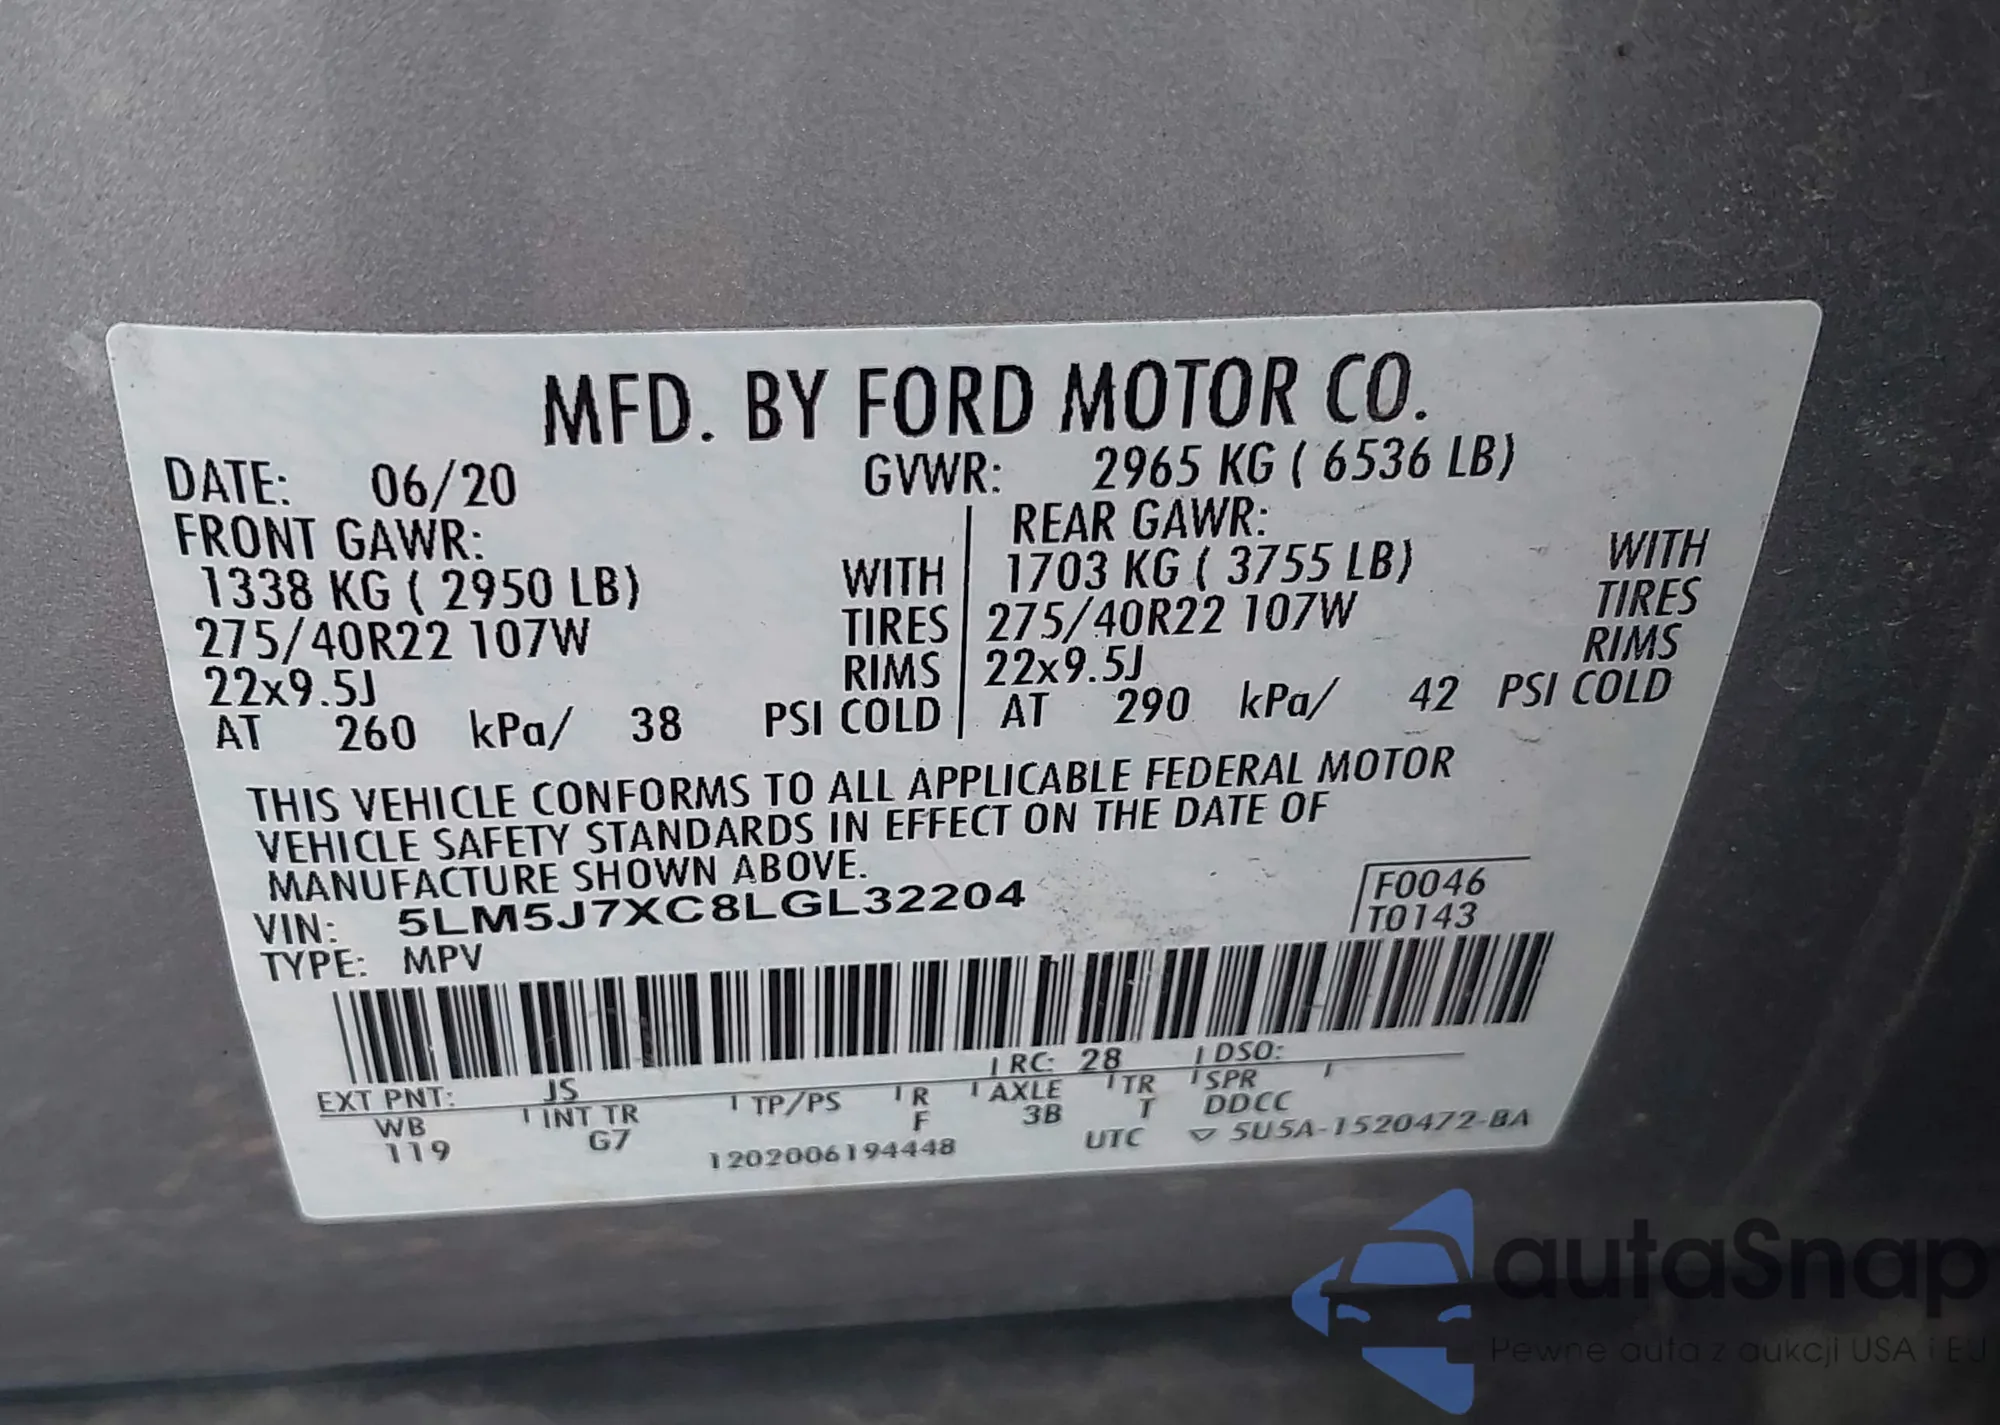 MFD. BY FORD MOTOR CO.
DATE: 06/20 GVWR: 2965 KG ( 6536 LB)
FRONT GAWR: REAR GAWR:
1338 KG ( 2950 LB) WITH 1703 KG ( 3755 LB) WITH
275/40R22 107W TIRES 275/40R22 107W TIRES
22x9.5J RIMS 22x9.5J RIMS
AT 260 kPa/ 38 PSI COLD AT 290 kPa/ 42 PSI COLD
THIS VEHICLE CONFORMS TO ALL APPLICABLE FEDERAL MOTOR
VEHICLE SAFETY STANDARDS IN EFFECT ON THE DATE OF
MANUFACTURE SHOWN ABOVE.
VIN: 5LM5J7XC8LGL32204
F0046
T0143
TYPE: MPV
EXT PNT: JS RC: 28 DSO:
WB INT TR TP/PS R AXLE TR SPR
119 G7 F 3B T DDCC
1202006194448 UTC ▽ 5U5A-1520472-BA
autaSnap
Pewne auta z aukcji USA i EU